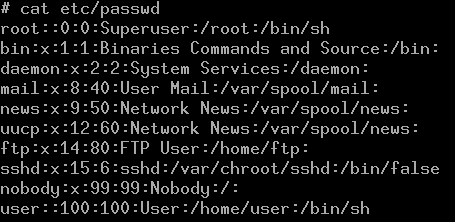 # cat etc/passwd
root::0:0:Superuser:/root:/bin/sh
bin:x:1:1:Binaries Commands and Source:/bin:
daemon:x:2:2:System Services:/daemon:
mail:x:8:40:User Mail:/var/spool/mail:
news:x:9:50:Network News:/var/spool/news:
uucp:x:12:60:Network News:/var/spool/news:
ftp:x:14:80:FTP User:/home/ftp:
sshd:x:15:6:sshd:/var/chroot/sshd:/bin/false
nobody:x:99:99:Nobody:/:
user::100:100:User:/home/user:/bin/sh